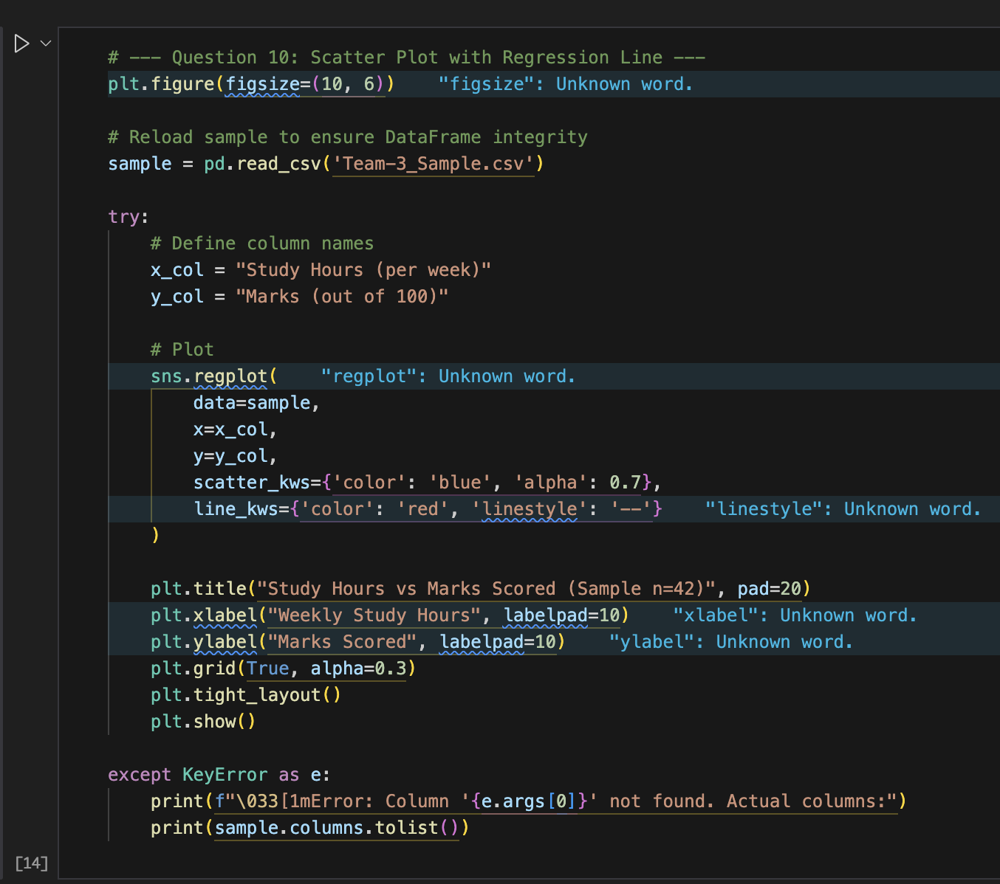 # --- Question 10: Scatter Plot with Regression Line ---
plt.figure(figsize=(10, 6))    "figsize": Unknown word.
# Reload sample to ensure DataFrame integrity
sample = pd.read_csv('Team-3_Sample.csv')
try:
    # Define column names
    x_col = "Study Hours (per week)"
    y_col = "Marks (out of 100)"
    # Plot
    sns.regplot(    "regplot": Unknown word.
        data=sample,
        x=x_col,
        y=y_col,
        scatter_kws={'color': 'blue', 'alpha': 0.7},
        line_kws={'color': 'red', 'linestyle': '--'}    "linestyle": Unknown word.
    )
    plt.title("Study Hours vs Marks Scored (Sample n=42)", pad=20)
    plt.xlabel("Weekly Study Hours", labelpad=10)    "xlabel": Unknown word.
    plt.ylabel("Marks Scored", labelpad=10)    "ylabel": Unknown word.
    plt.grid(True, alpha=0.3)
    plt.tight_layout()
    plt.show()
except KeyError as e:
    print(f"\033[1mError: Column '{e.args[0]}' not found. Actual columns:")
    print(sample.columns.tolist())
[14]